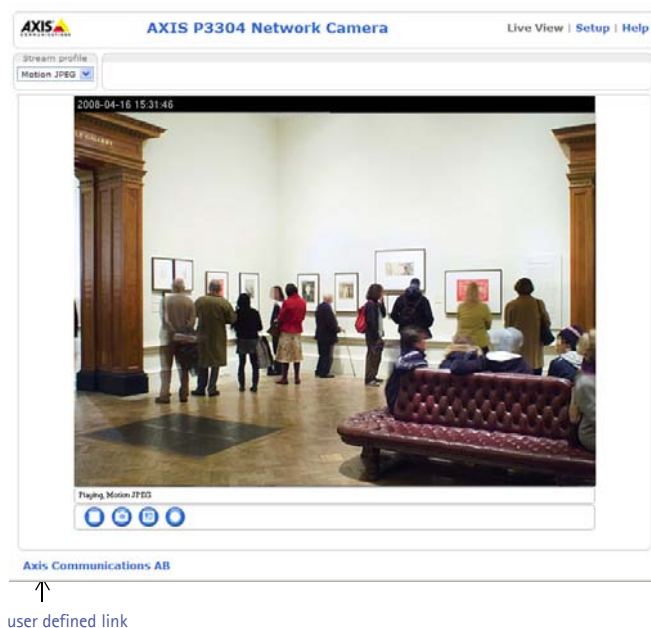 AXIS
COMMUNICATIONS
AXIS P3304 Network Camera
Live View | Setup | Help
Stream profile
Motion JPEG
2008-04-16 15:31:46
Playing, Motion JPEG
Axis Communications AB
user defined link